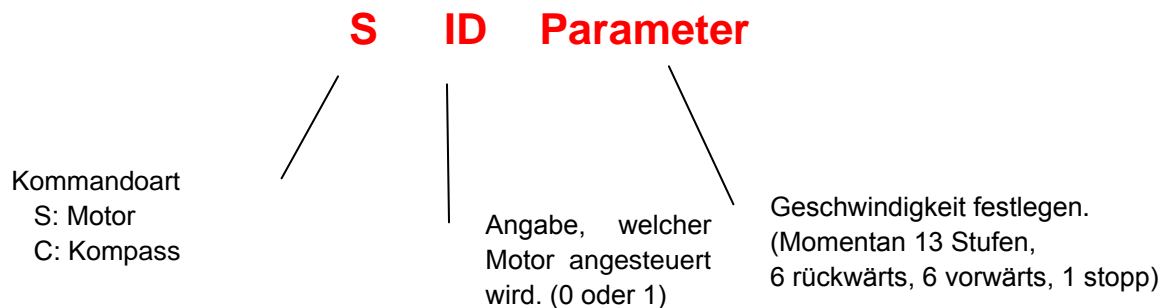 S ID Parameter
Kommandoart
S: Motor
C: Kompass
Angabe, welcher
Motor angesteuert
wird. (0 oder 1)
Geschwindigkeit festlegen.
(Momentan 13 Stufen,
6 rückwärts, 6 vorwärts, 1 stopp)